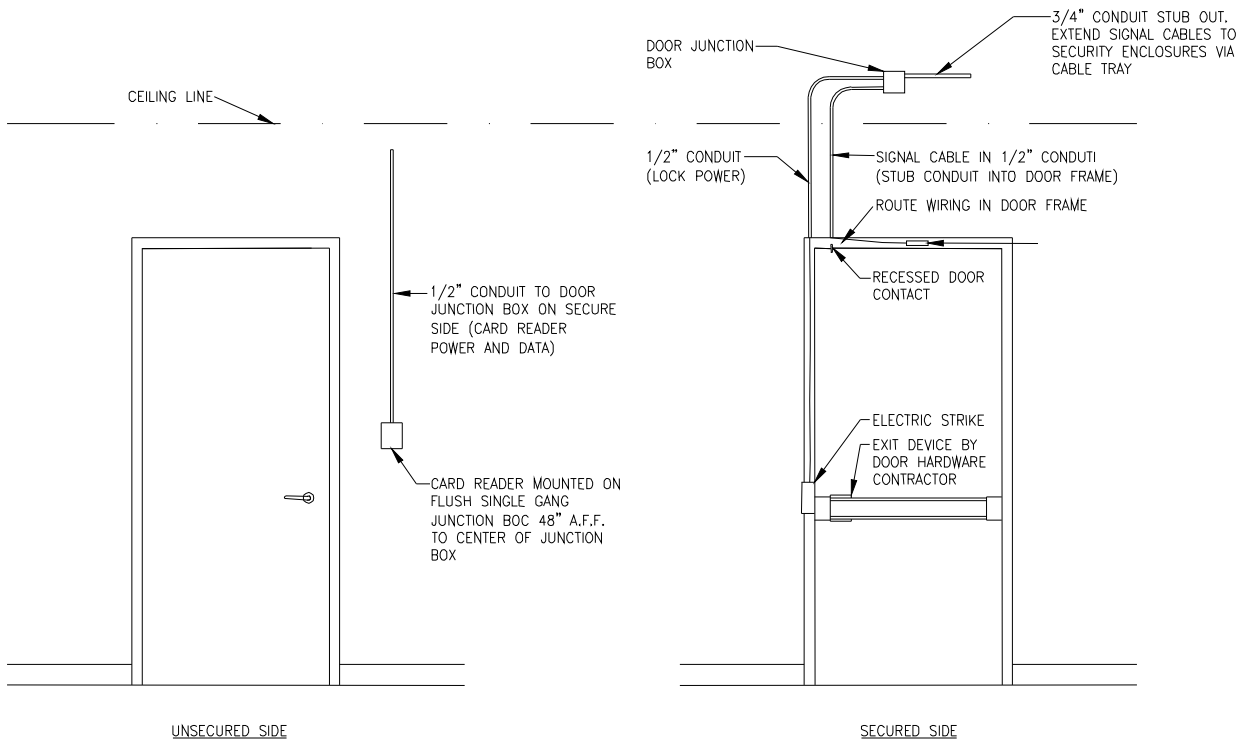 3/4" CONDUIT STUB OUT.
EXTEND SIGNAL CABLES TO
SECURITY ENCLOSURES VIA
CABLE TRAY
DOOR JUNCTION
BOX
CEILING LINE
1/2" CONDUIT
(LOCK POWER)
SIGNAL CABLE IN 1/2" CONDUTI
(STUB CONDUIT INTO DOOR FRAME)
ROUTE WIRING IN DOOR FRAME
RECESSED DOOR
CONTACT
1/2" CONDUIT TO DOOR
JUNCTION BOX ON SECURE
SIDE (CARD READER
POWER AND DATA)
ELECTRIC STRIKE
EXIT DEVICE BY
DOOR HARDWARE
CONTRACTOR
CARD READER MOUNTED ON
FLUSH SINGLE GANG
JUNCTION BOC 48" A.F.F.
TO CENTER OF JUNCTION
BOX
UNSECURED SIDE
SECURED SIDE